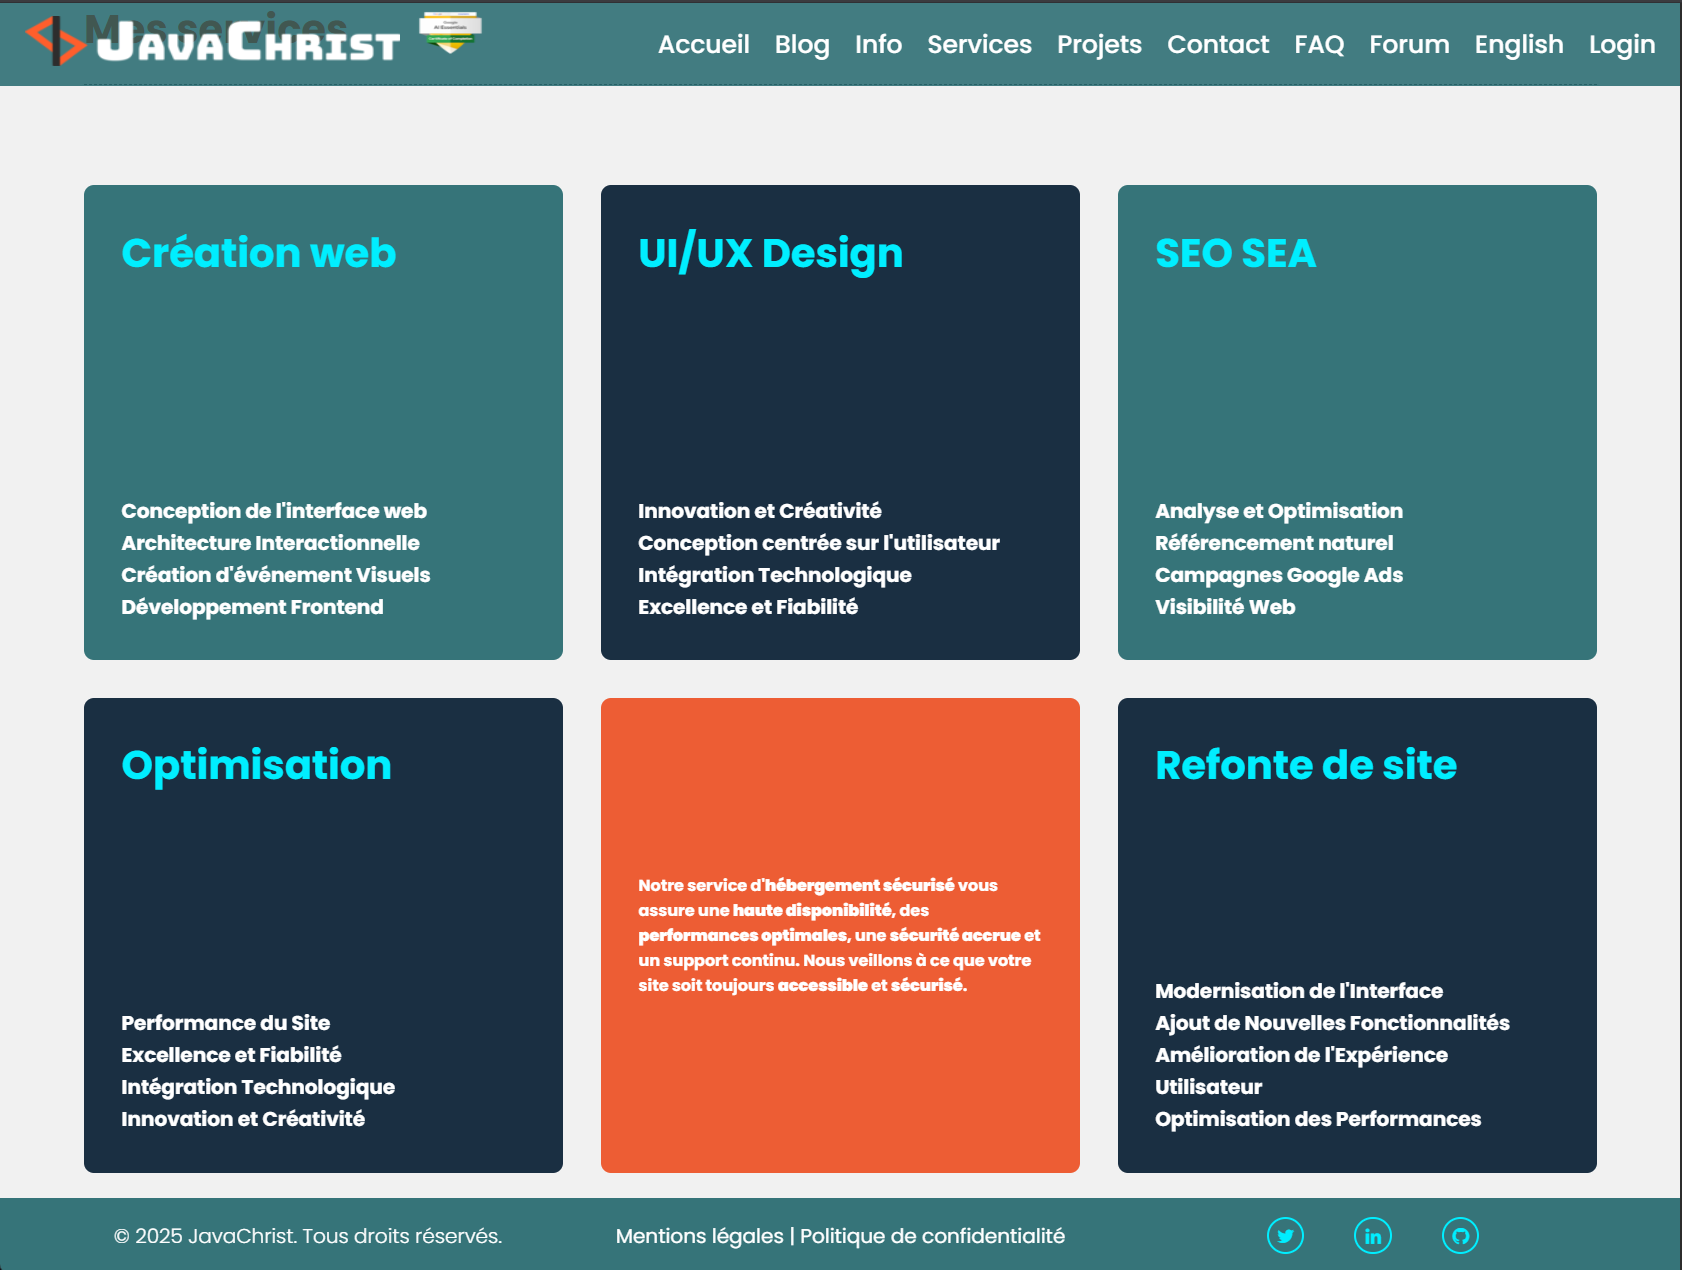 Mes services
JavaChrist
Accueil Blog Info Services Projets Contact FAQ Forum English Login
Création web
Conception de l'interface web
Architecture Interactionnelle
Création d'événement Visuels
Développement Frontend
UI/UX Design
Innovation et Créativité
Conception centrée sur l'utilisateur
Intégration Technologique
Excellence et Fiabilité
SEO SEA
Analyse et Optimisation
Référencement naturel
Campagnes Google Ads
Visibilité Web
Optimisation
Performance du Site
Excellence et Fiabilité
Intégration Technologique
Innovation et Créativité
Notre service d'hébergement sécurisé vous
assure une haute disponibilité, des
performances optimales, une sécurité accrue et
un support continu. Nous veillons à ce que votre
site soit toujours accessible et sécurisé.
Refonte de site
Modernisation de l'Interface
Ajout de Nouvelles Fonctionnalités
Amélioration de l'Expérience
Utilisateur
Optimisation des Performances
© 2025 JavaChrist. Tous droits réservés.
Mentions légales | Politique de confidentialité
in